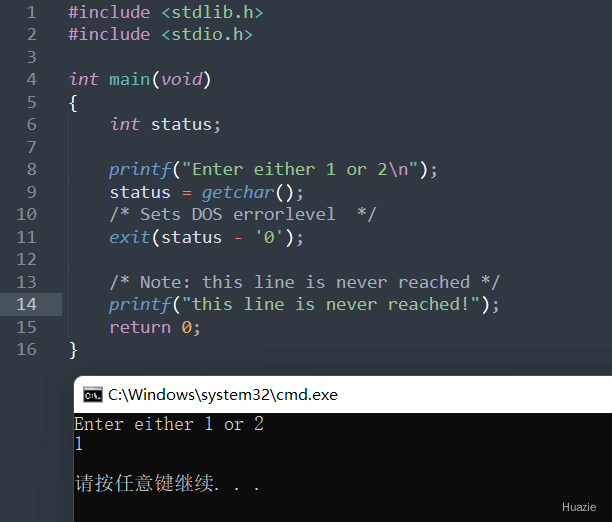 1 #include <stdlib.h>
2 #include <stdio.h>
3
4 int main(void)
5 {
6     int status;
7
8     printf("Enter either 1 or 2\n");
9     status = getchar();
10     /* Sets DOS errorlevel  */
11     exit(status - '0');
12
13     /* Note: this line is never reached */
14     printf("this line is never reached!");
15     return 0;
16 }
C:\Windows\system32\cmd.exe
Enter either 1 or 2
1
请按任意键继续. . .
Huazie